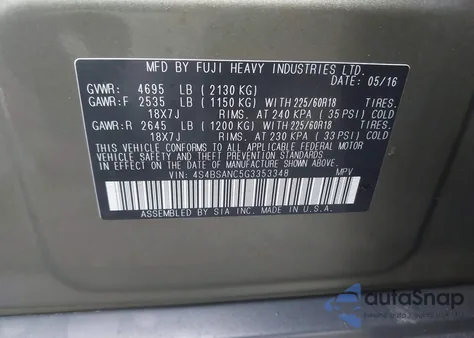 MFD BY FUJI HEAVY INDUSTRIES LTD.
DATE: 05/16
GVWR: 4695 LB ( 2130 KG)
GAWR:F 2535 LB ( 1150 KG) WITH 225/60R18 TIRES,
18X7J RIMS, AT 240 KPA ( 35 PSI) COLD
GAWR:R 2645 LB ( 1200 KG) WITH 225/60R18 TIRES,
18X7J RIMS, AT 230 KPA ( 33 PSI) COLD
THIS VEHICLE CONFORMS TO ALL APPLICABLE FEDERAL MOTOR
VEHICLE SAFETY, BUMPER, AND THEFT PREVENTION STANDARDS
IN EFFECT ON THE DATE OF MANUFACTURE SHOWN ABOVE.
VIN: 4S4BSANC5G3353348 MPV
ASSEMBLED BY SIA INC. MADE IN U.S.A.
autoSnap